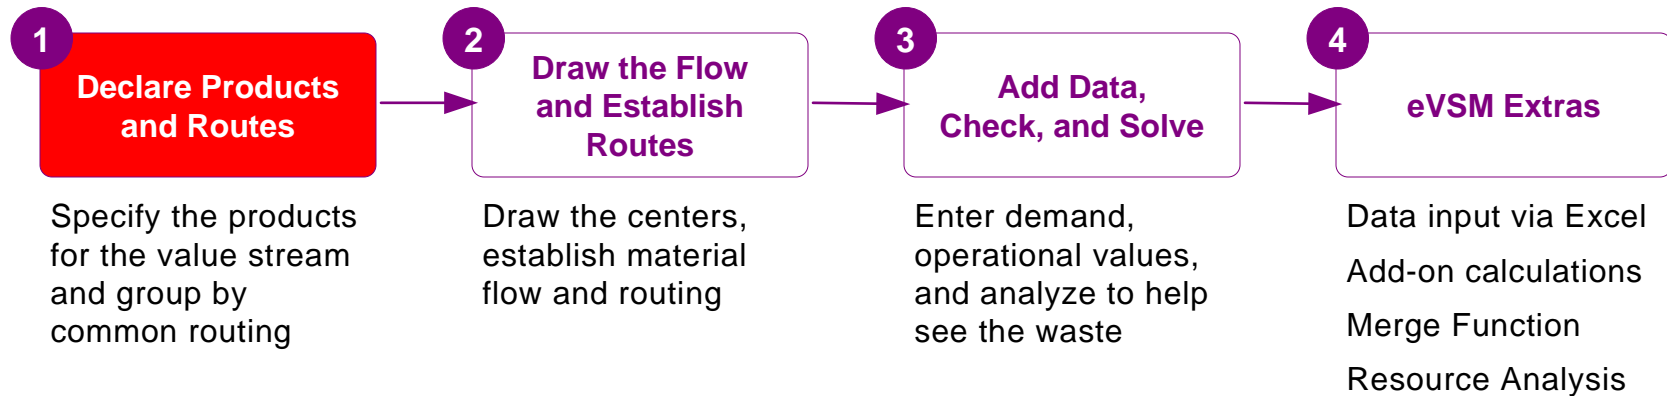 1
Declare Products
and Routes
Specify the products
for the value stream
and group by
common routing
2
Draw the Flow
and Establish
Routes
Draw the centers,
establish material
flow and routing
3
Add Data,
Check, and Solve
Enter demand,
operational values,
and analyze to help
see the waste
4
eVSM Extras
Data input via Excel
Add-on calculations
Merge Function
Resource Analysis